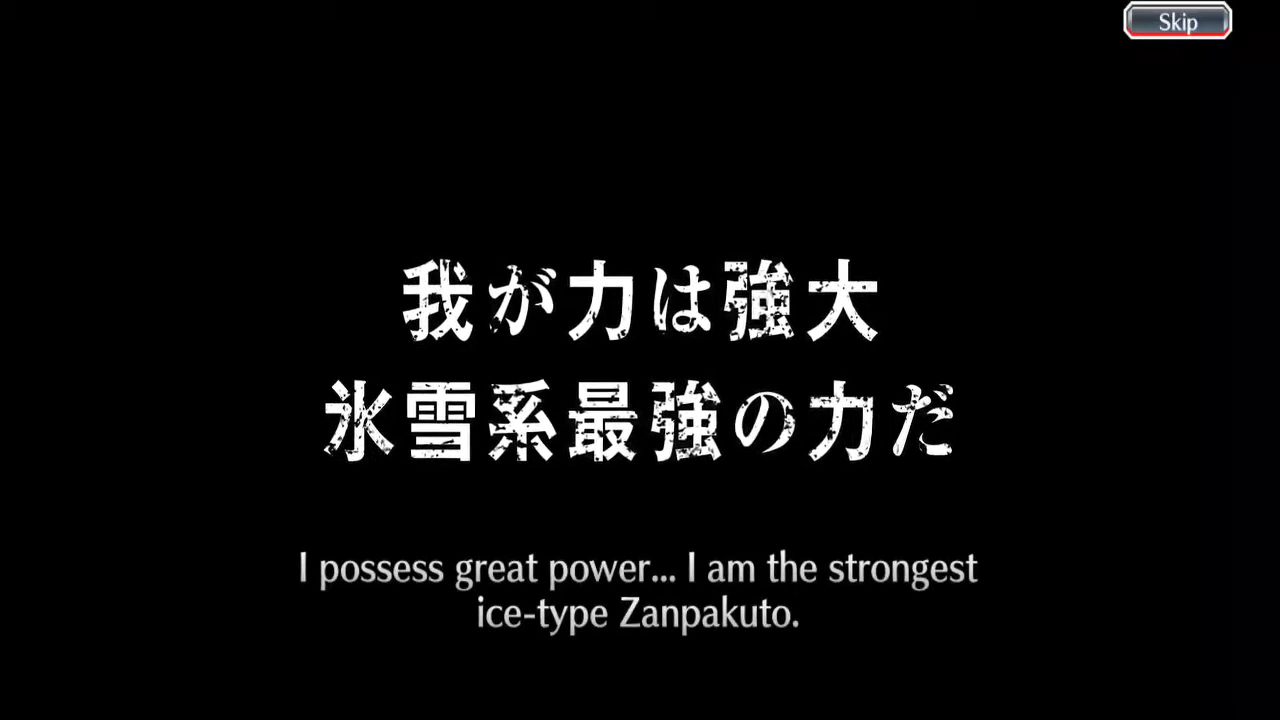 Skip
我が力は強大
氷雪系最強の力だ
I possess great power... I am the strongest
ice-type Zanpakuto.